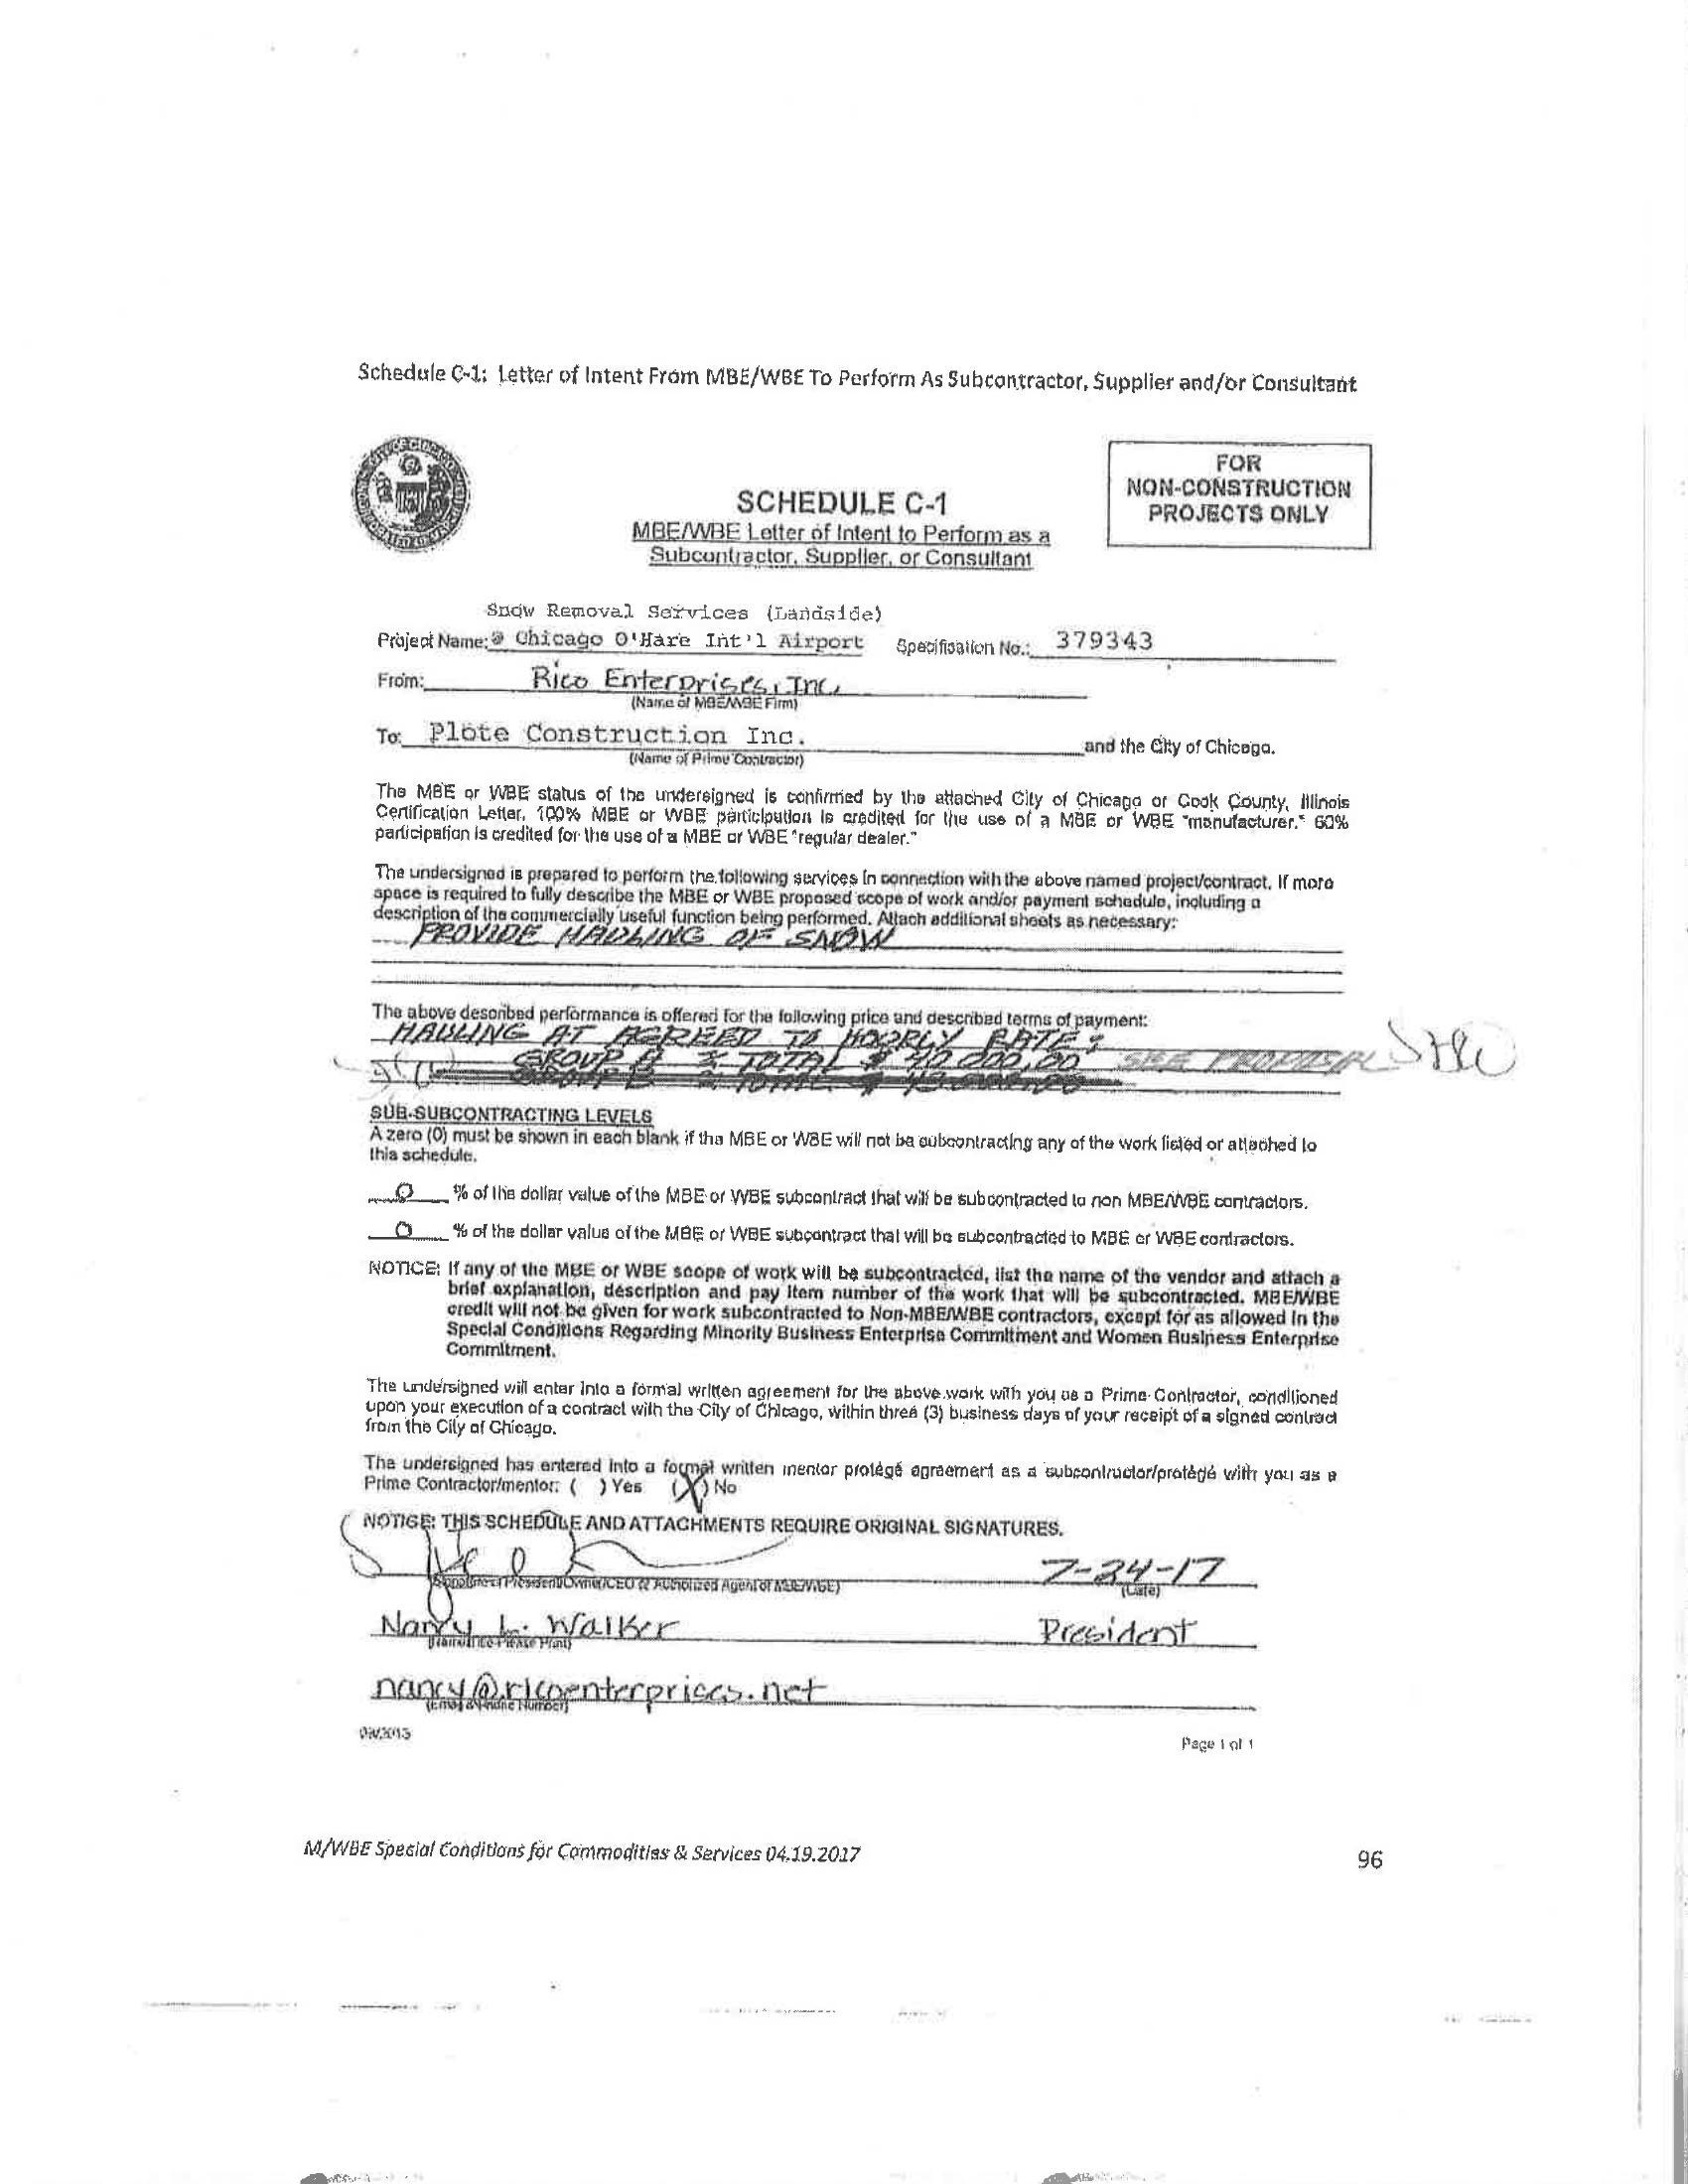 Schedule C-1: Letter of Intent From MBE/WBE To Perform As Subcontractor, Supplier and/or Consultant
FOR
NON-CONSTRUCTION
PROJECTS ONLY
SCHEDULE C-1
MBE/WBE Letter of Intent to Perform as a
Subcontractor, Supplier, or Consultant
Snow Removal Services (Landside)
Project Name: @ Chicago O'Hare Int'l Airport Specification No.: 379343
From: Rico Enterprises, Inc.
(Name of MBE/WBE Firm)
To: Plote Construction Inc. and the City of Chicago.
(Name of Prime Contractor)
The MBE or WBE status of the undersigned is confirmed by the attached City of Chicago or Cook County, Illinois
Certification Letter. 100% MBE or WBE participation is credited for the use of a MBE or WBE "manufacturer." 60%
participation is credited for the use of a MBE or WBE "regular dealer."
The undersigned is prepared to perform the following services in connection with the above named project/contract. If more
space is required to fully describe the MBE or WBE proposed scope of work and/or payment schedule, including a
description of the commercially useful function being performed. Attach additional sheets as necessary:
PROVIDE HAULING OF SNOW
The above described performance is offered for the following price and described terms of payment:
HAULING AT AGREED TO HOURLY RATE:
TOTAL $ SEE
SUB-SUBCONTRACTING LEVELS
A zero (0) must be shown in each blank if the MBE or WBE will not be subcontracting any of the work listed or attached to
this schedule.
0 % of the dollar value of the MBE or WBE subcontract that will be subcontracted to non MBE/WBE contractors.
0 % of the dollar value of the MBE or WBE subcontract that will be subcontracted to MBE or WBE contractors.
NOTICE: If any of the MBE or WBE scope of work will be subcontracted, list the name of the vendor and attach a
brief explanation, description and pay item number of the work that will be subcontracted. MBE/WBE
credit will not be given for work subcontracted to Non-MBE/WBE contractors, except for as allowed in the
Special Conditions Regarding Minority Business Enterprise Commitment and Women Business Enterprise
Commitment.
The undersigned will enter into a formal written agreement for the above work with you as a Prime Contractor, conditioned
upon your execution of a contract with the City of Chicago, within three (3) business days of your receipt of a signed contract
from the City of Chicago.
The undersigned has entered into a formal written mentor protégé agreement as a subcontractor/protégé with you as a
Prime Contractor/mentor: ( ) Yes (X) No
NOTICE: THIS SCHEDULE AND ATTACHMENTS REQUIRE ORIGINAL SIGNATURES.
7-24-17
(Signature of President/Owner/CEO or Authorized Agent of MBE/WBE) (Date)
Nancy L. Walker President
(Name/Title-Please Print)
nancy@ricoenterprises.net
(Email & Phone Number)
Page 1 of 1
M/WBE Special Conditions for Commodities & Services 04.19.2017
96